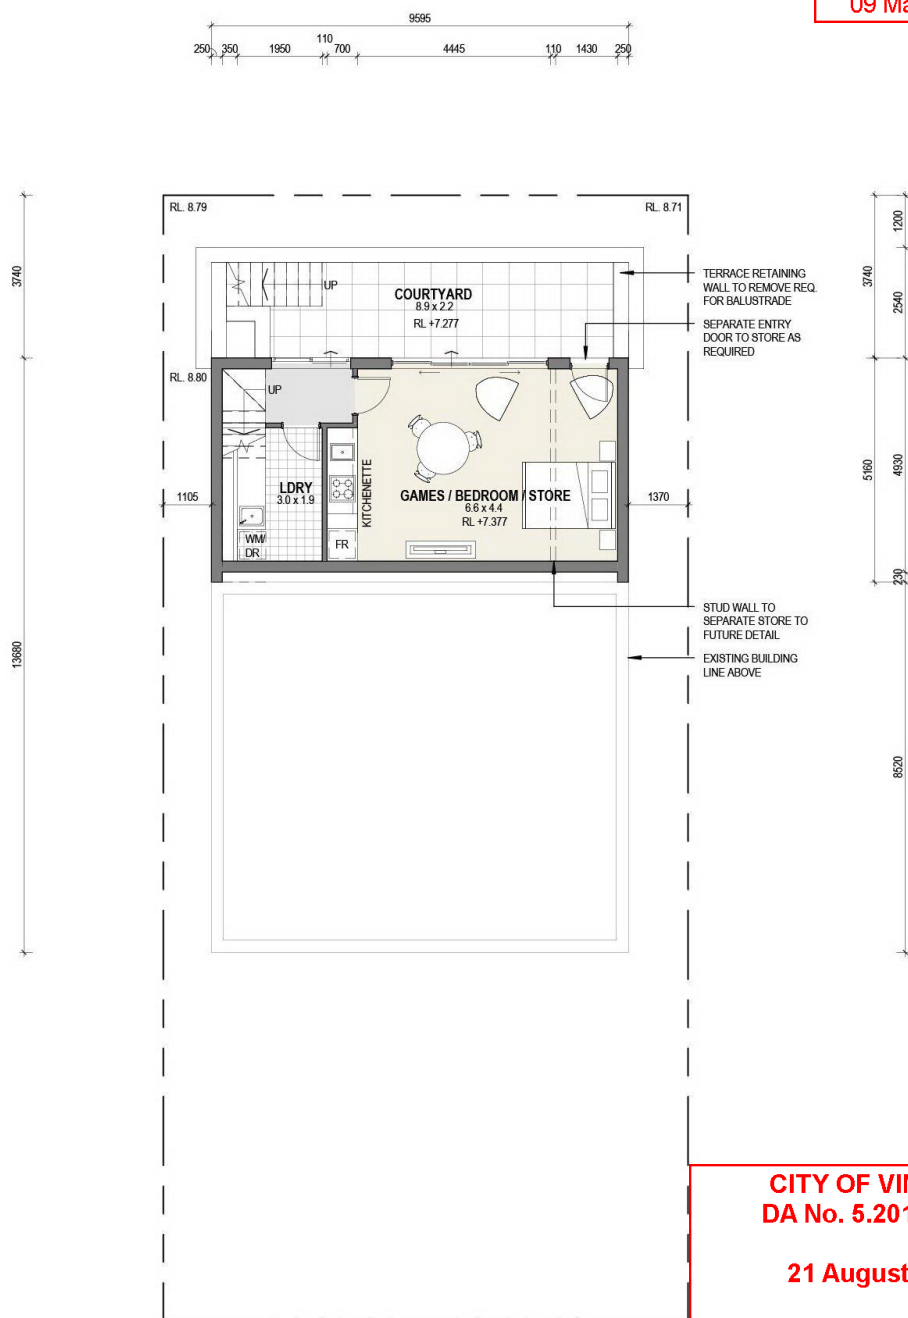 09 Ma
9595
110
250 350 1950 700 4445 110 1430 250
RL. 8.79
RL. 8.71
1200
3740
3740
2540
UP
COURTYARD
8.9 x 2.2
RL +7.277
TERRACE RETAINING
WALL TO REMOVE REQ.
FOR BALUSTRADE
SEPARATE ENTRY
DOOR TO STORE AS
REQUIRED
RL. 8.80
UP
KITCHENETTE
LDRY
3.0 x 1.9
GAMES / BEDROOM / STORE
6.6 x 4.4
RL +7.377
1105
1370
5160
4930
WM/
DR
FR
230
STUD WALL TO
SEPARATE STORE TO
FUTURE DETAIL
EXISTING BUILDING
LINE ABOVE
13680
8520
CITY OF VI
DA No. 5.201
21 August